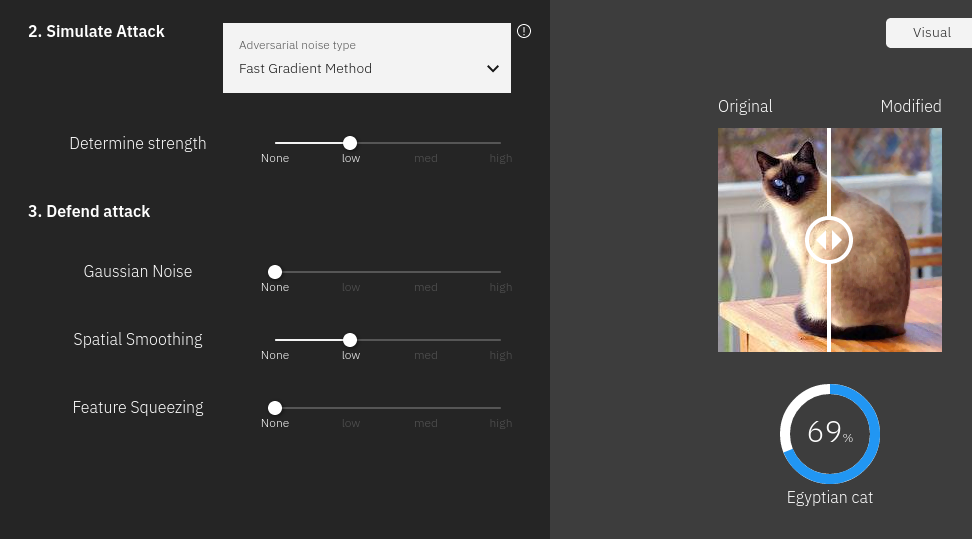 2. Simulate Attack
Adversarial noise type
Fast Gradient Method
Determine strength
None low med high
3. Defend attack
Gaussian Noise
None low med high
Spatial Smoothing
None low med high
Feature Squeezing
None low med high
Visual
Original Modified
69%
Egyptian cat